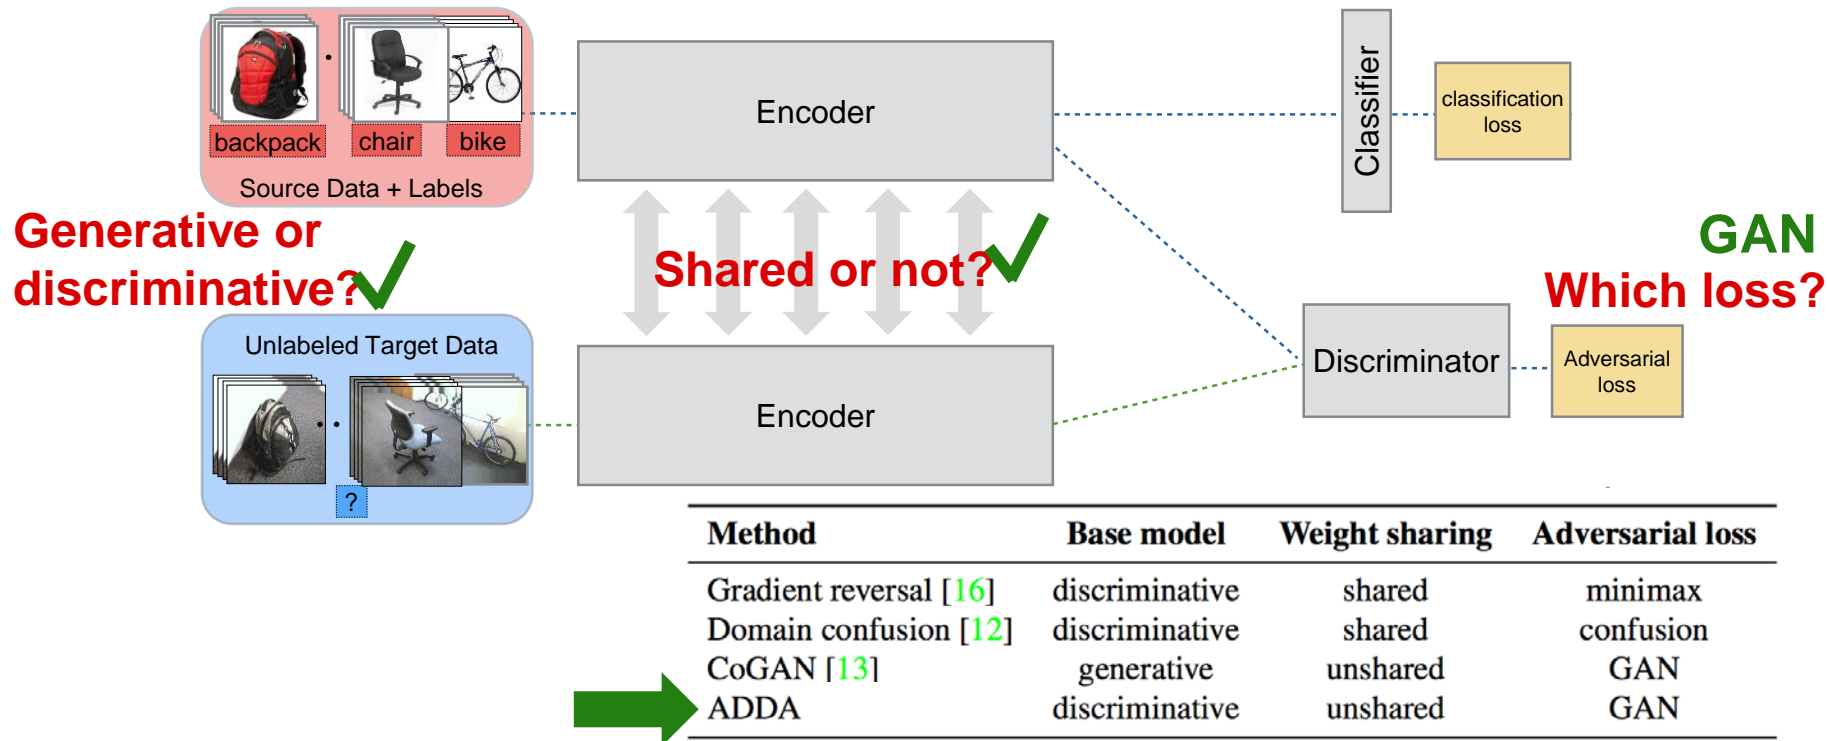 backpack
chair
bike
Source Data + Labels
Encoder
Classifier
classification
loss
Generative or
discriminative?
Shared or not?
GAN
Which loss?
Unlabeled Target Data
?
Encoder
Discriminator
Adversarial
loss
Method Base model Weight sharing Adversarial loss
Gradient reversal [16] discriminative shared minimax
Domain confusion [12] discriminative shared confusion
CoGAN [13] generative unshared GAN
ADDA discriminative unshared GAN